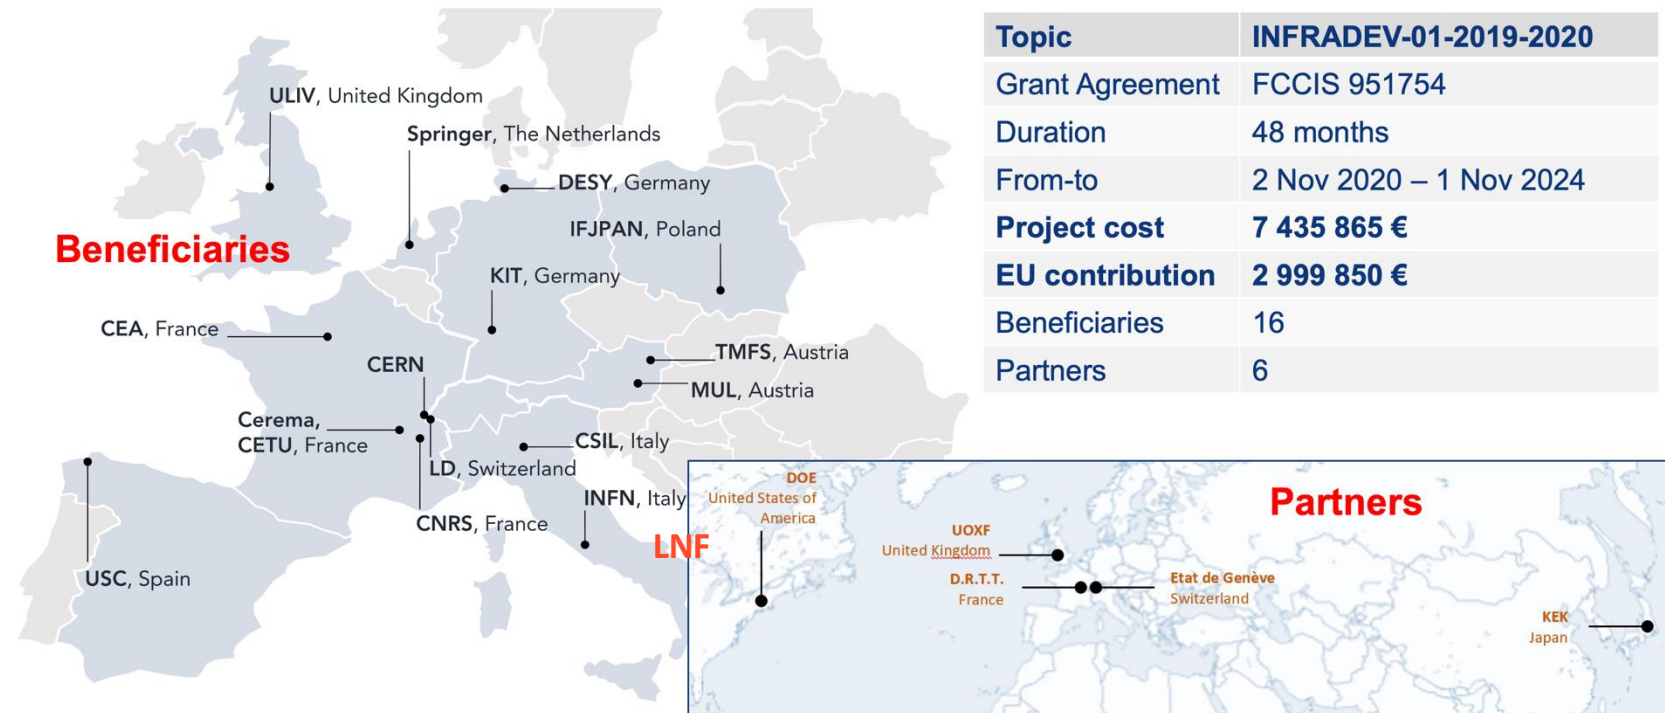 ULIV, United Kingdom
Springer, The Netherlands
DESY, Germany
IFJPAN, Poland
Beneficiaries
KIT, Germany
CEA, France
TMFS, Austria
CERN
MUL, Austria
Cerema,
CETU, France
CSIL, Italy
LD, Switzerland
INFN, Italy
CNRS, France
LNF
USC, Spain
Topic INFRADEV-01-2019-2020
Grant Agreement FCCIS 951754
Duration 48 months
From-to 2 Nov 2020 – 1 Nov 2024
Project cost 7 435 865 €
EU contribution 2 999 850 €
Beneficiaries 16
Partners 6
Partners
DOE
United States of
America
UOXF
United Kingdom
D.R.T.T.
France
Etat de Genève
Switzerland
KEK
Japan